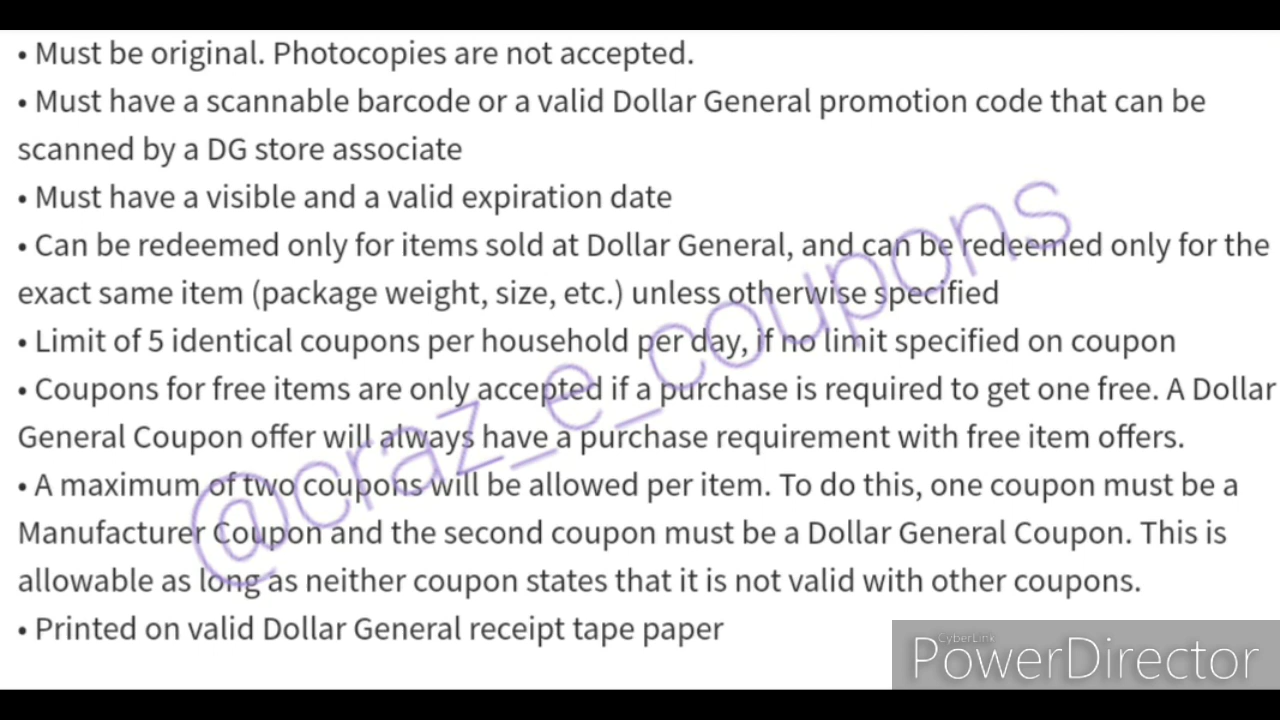 • Must be original. Photocopies are not accepted.
• Must have a scannable barcode or a valid Dollar General promotion code that can be
scanned by a DG store associate
• Must have a visible and a valid expiration date
• Can be redeemed only for items sold at Dollar General, and can be redeemed only for the
exact same item (package weight, size, etc.) unless otherwise specified
• Limit of 5 identical coupons per household per day, if no limit specified on coupon
• Coupons for free items are only accepted if a purchase is required to get one free. A Dollar
General Coupon offer will always have a purchase requirement with free item offers.
• A maximum of two coupons will be allowed per item. To do this, one coupon must be a
Manufacturer Coupon and the second coupon must be a Dollar General Coupon. This is
allowable as long as neither coupon states that it is not valid with other coupons.
• Printed on valid Dollar General receipt tape paper
@craz_e_coupons
CyberLink
PowerDirector